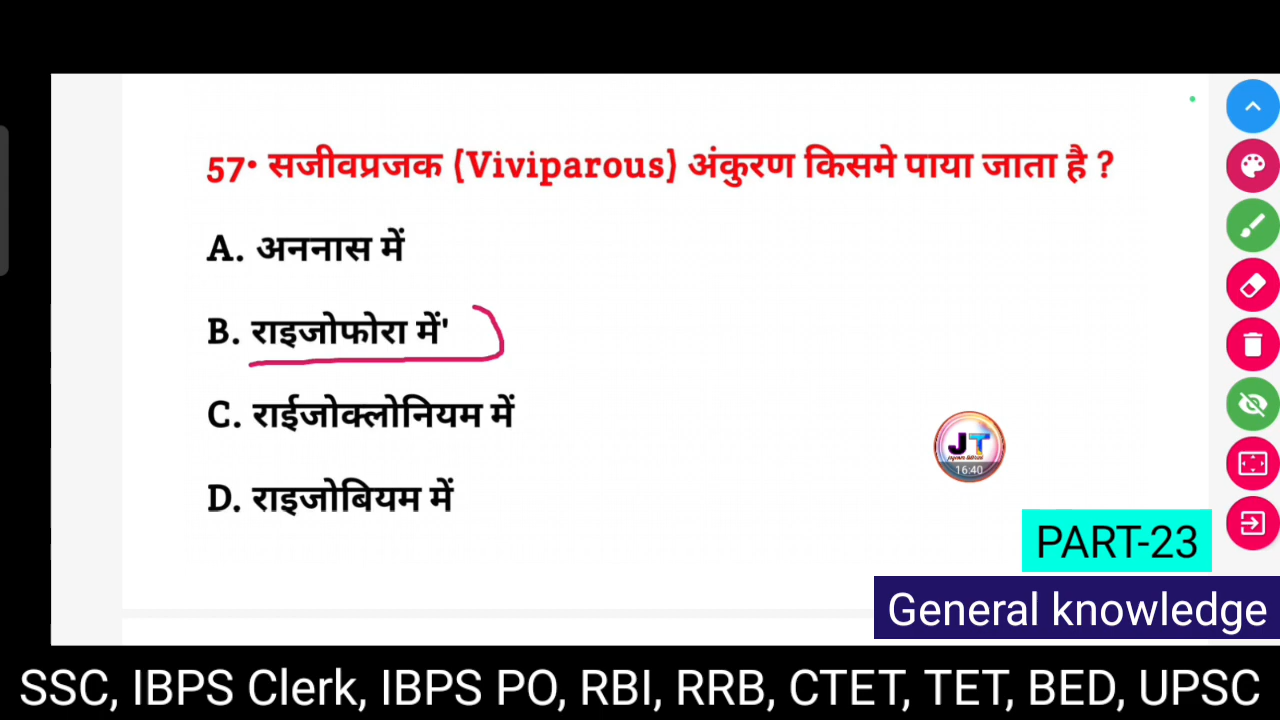 57• सजीवप्रजक (Viviparous) अंकुरण किसमे पाया जाता है ?
A. अननास में
B. राइजोफोरा में'
C. राईजोक्लोनियम में
D. राइजोबियम में
JT
16:40
PART-23
General knowledge
SSC, IBPS Clerk, IBPS PO, RBI, RRB, CTET, TET, BED, UPSC